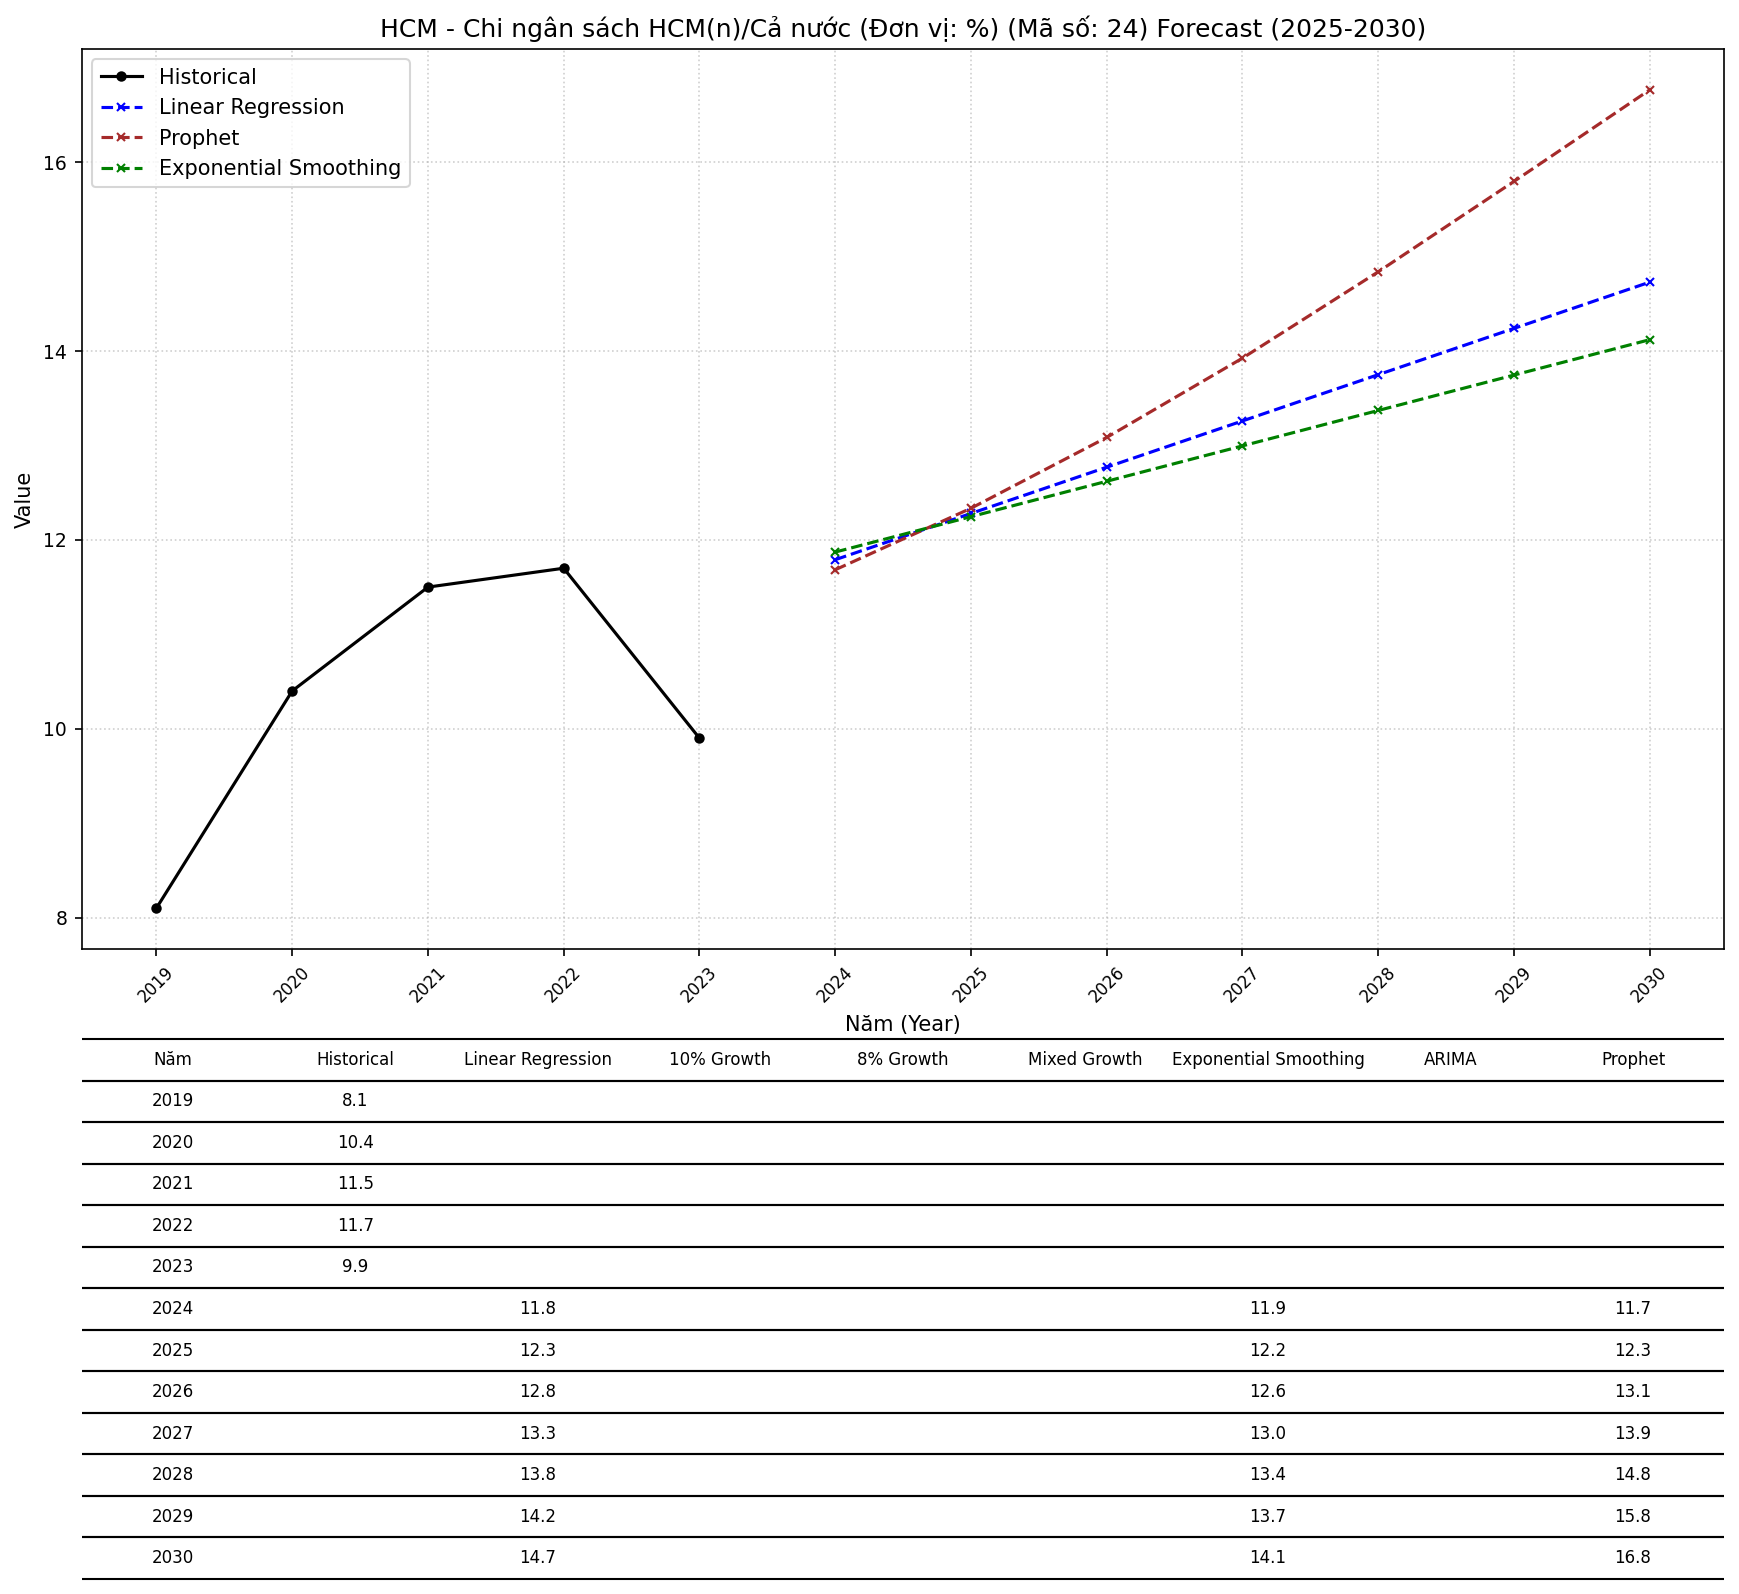 HCM - Chi ngân sách HCM(n)/Cả nước (Đơn vị: %) (Mã số: 24) Forecast (2025-2030)
Historical
Linear Regression
Prophet
Exponential Smoothing
Value
16
14
12
10
8
2019 2020 2021 2022 2023 2024 2025 2026 2027 2028 2029 2030
Năm (Year)
Năm Historical Linear Regression 10% Growth 8% Growth Mixed Growth Exponential Smoothing ARIMA Prophet
2019 8.1
2020 10.4
2021 11.5
2022 11.7
2023 9.9
2024 11.8 11.9 11.7
2025 12.3 12.2 12.3
2026 12.8 12.6 13.1
2027 13.3 13.0 13.9
2028 13.8 13.4 14.8
2029 14.2 13.7 15.8
2030 14.7 14.1 16.8